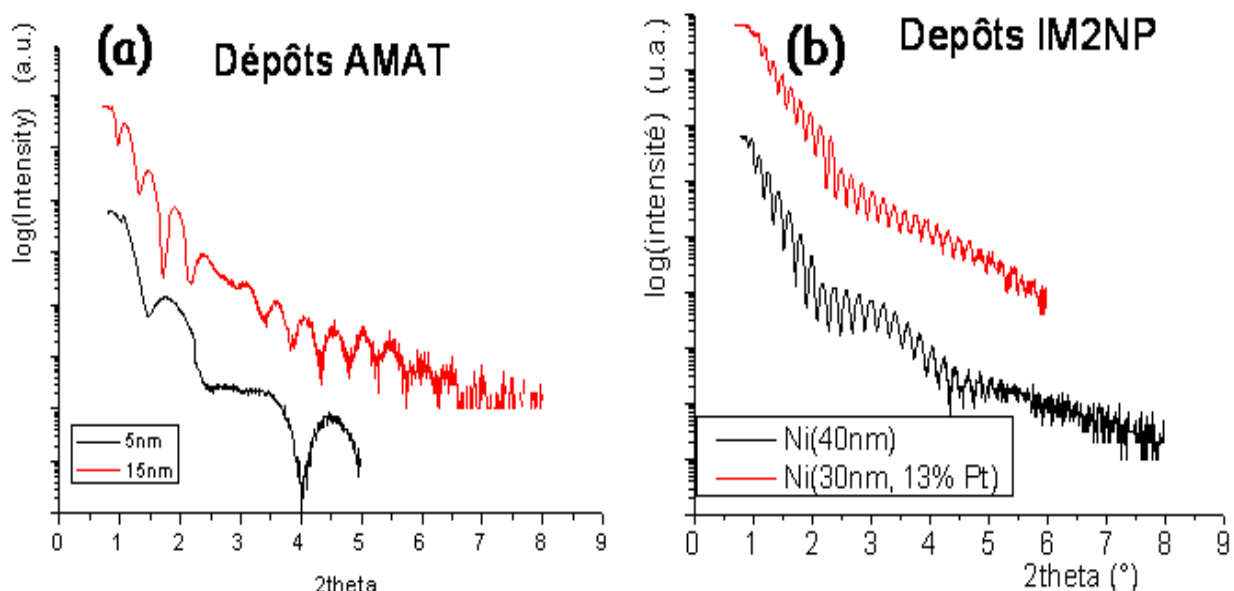 (a)
Dépôts AMAT
log(Intensity) (a.u.)
5nm
15nm
0 1 2 3 4 5 6 7 8 9
2theta
(b)
Depôts IM2NP
log(intensité) (u.a.)
Ni(40nm)
Ni(30nm, 13% Pt)
0 1 2 3 4 5 6 7 8 9
2theta (°)